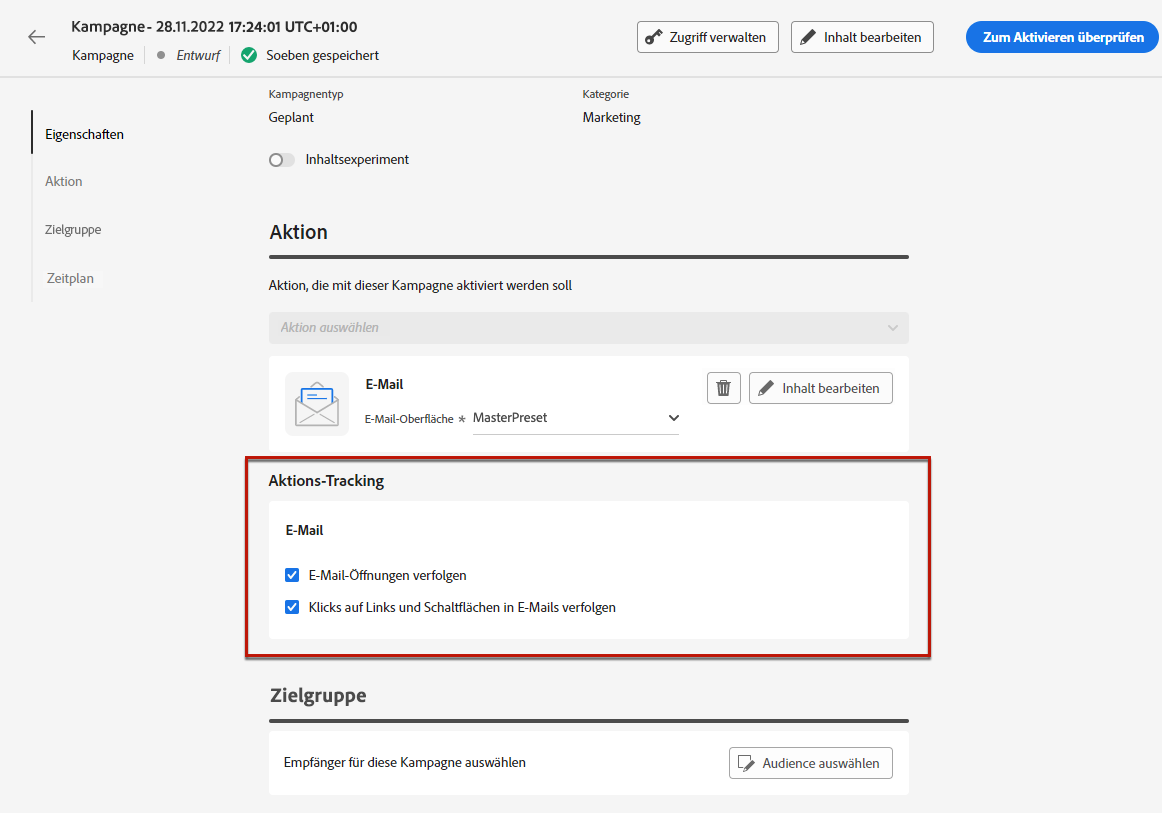 Kampagne - 28.11.2022 17:24:01 UTC+01:00
Kampagne Entwurf Soeben gespeichert
Zugriff verwalten
Inhalt bearbeiten
Zum Aktivieren überprüfen
Eigenschaften
Aktion
Zielgruppe
Zeitplan
Kampagnentyp Kategorie
Geplant Marketing
Inhaltsexperiment
Aktion
Aktion, die mit dieser Kampagne aktiviert werden soll
Aktion auswählen
E-Mail
E-Mail-Oberfläche * MasterPreset
Inhalt bearbeiten
Aktions-Tracking
E-Mail
E-Mail-Öffnungen verfolgen
Klicks auf Links und Schaltflächen in E-Mails verfolgen
Zielgruppe
Empfänger für diese Kampagne auswählen
Audience auswählen